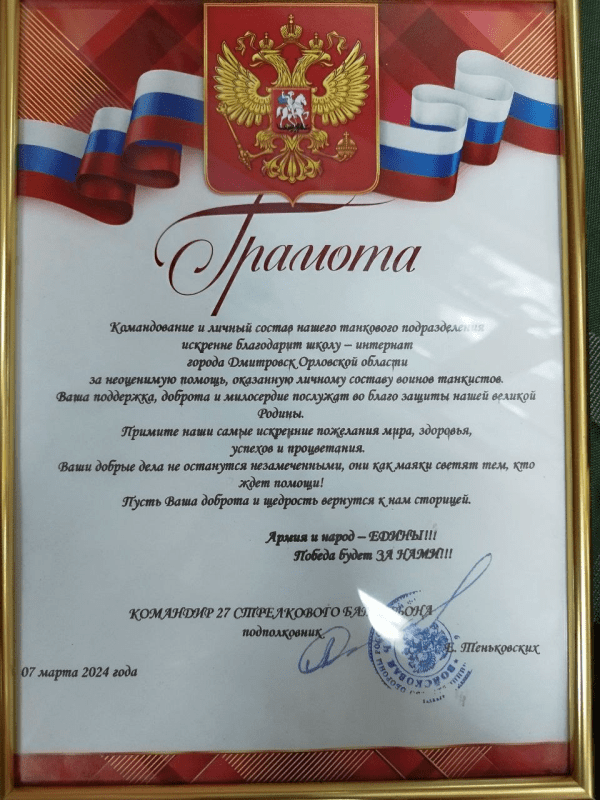 Грамота
Командование и личный состав нашего танкового подразделения
искренне благодарит школу – интернат
города Дмитровск Орловской области
за неоценимую помощь, оказанную личному составу воинов танкистов.
Ваша поддержка, доброта и милосердие послужат во благо защиты нашей великой
Родины.
Примите наши самые искренние пожелания мира, здоровья,
успехов и процветания.
Ваши добрые дела не останутся незамеченными, они как маяки светят тем, кто
ждет помощи!
Пусть Ваша доброта и щедрость вернутся к нам сторицей.
Армия и народ – ЕДИНЫ!!!
Победа будет ЗА НАМИ!!!
КОМАНДИР 27 СТРЕЛКОВОГО БАТАЛЬОНА
подполковник
Е. Теньковских
07 марта 2024 года
ВОЙСКОВАЯ
ОБОРОНЫ